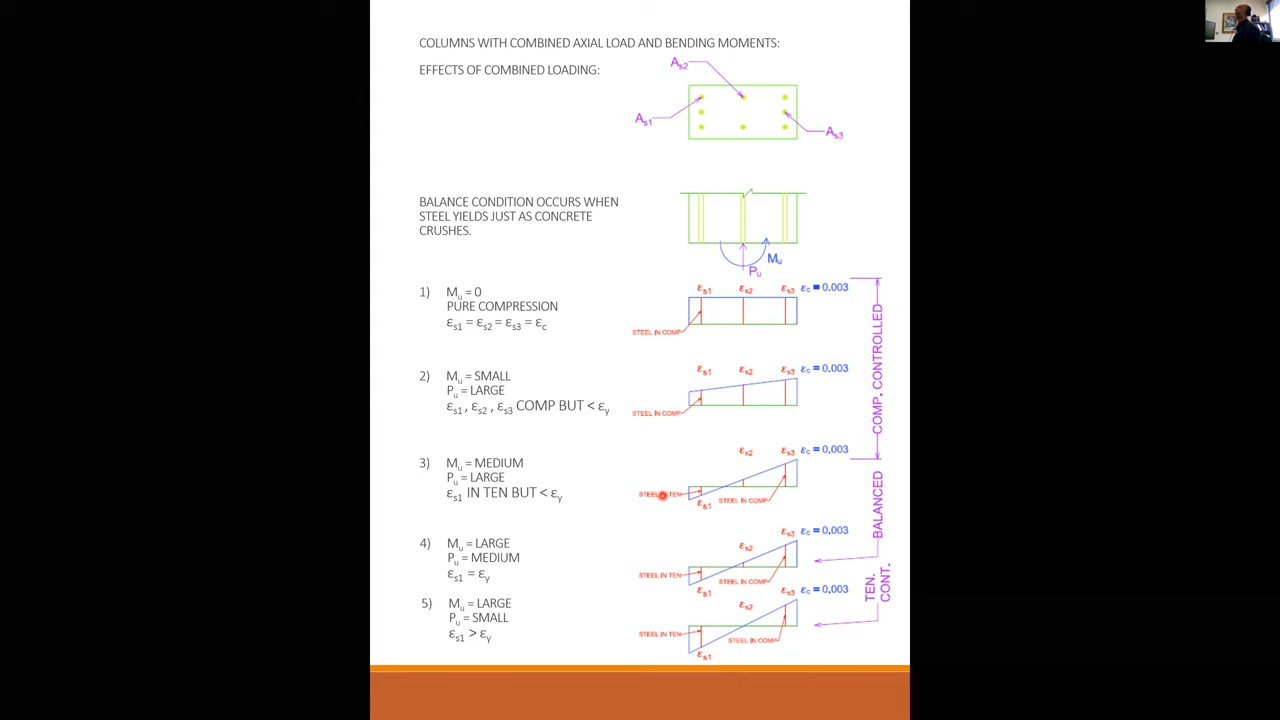 COLUMNS WITH COMBINED AXIAL LOAD AND BENDING MOMENTS:
EFFECTS OF COMBINED LOADING:
As2
As1
As3
BALANCE CONDITION OCCURS WHEN
STEEL YIELDS JUST AS CONCRETE
CRUSHES.
Mu
Pu
1) Mu = 0
PURE COMPRESSION
εs1 = εs2 = εs3 = εc
εs1 εs2 εs3 εc = 0.003
STEEL IN COMP
2) Mu = SMALL
Pu = LARGE
εs1 , εs2 , εs3 COMP BUT < εy
εs1 εs2 εs3 εc = 0.003
STEEL IN COMP
COMP. CONTROLLED
3) Mu = MEDIUM
Pu = LARGE
εs1 IN TEN BUT < εy
εs2 εs3 εc = 0.003
STEEL TEN
STEEL IN COMP
εs1
BALANCED
4) Mu = LARGE
Pu = MEDIUM
εs1 = εy
εs2 εs3 εc = 0.003
STEEL IN TEN
STEEL IN COMP
εs1
TEN.
CONT.
5) Mu = LARGE
Pu = SMALL
εs1 > εy
εs2 εs3 εc = 0.003
STEEL IN TEN
STEEL IN COMP
εs1